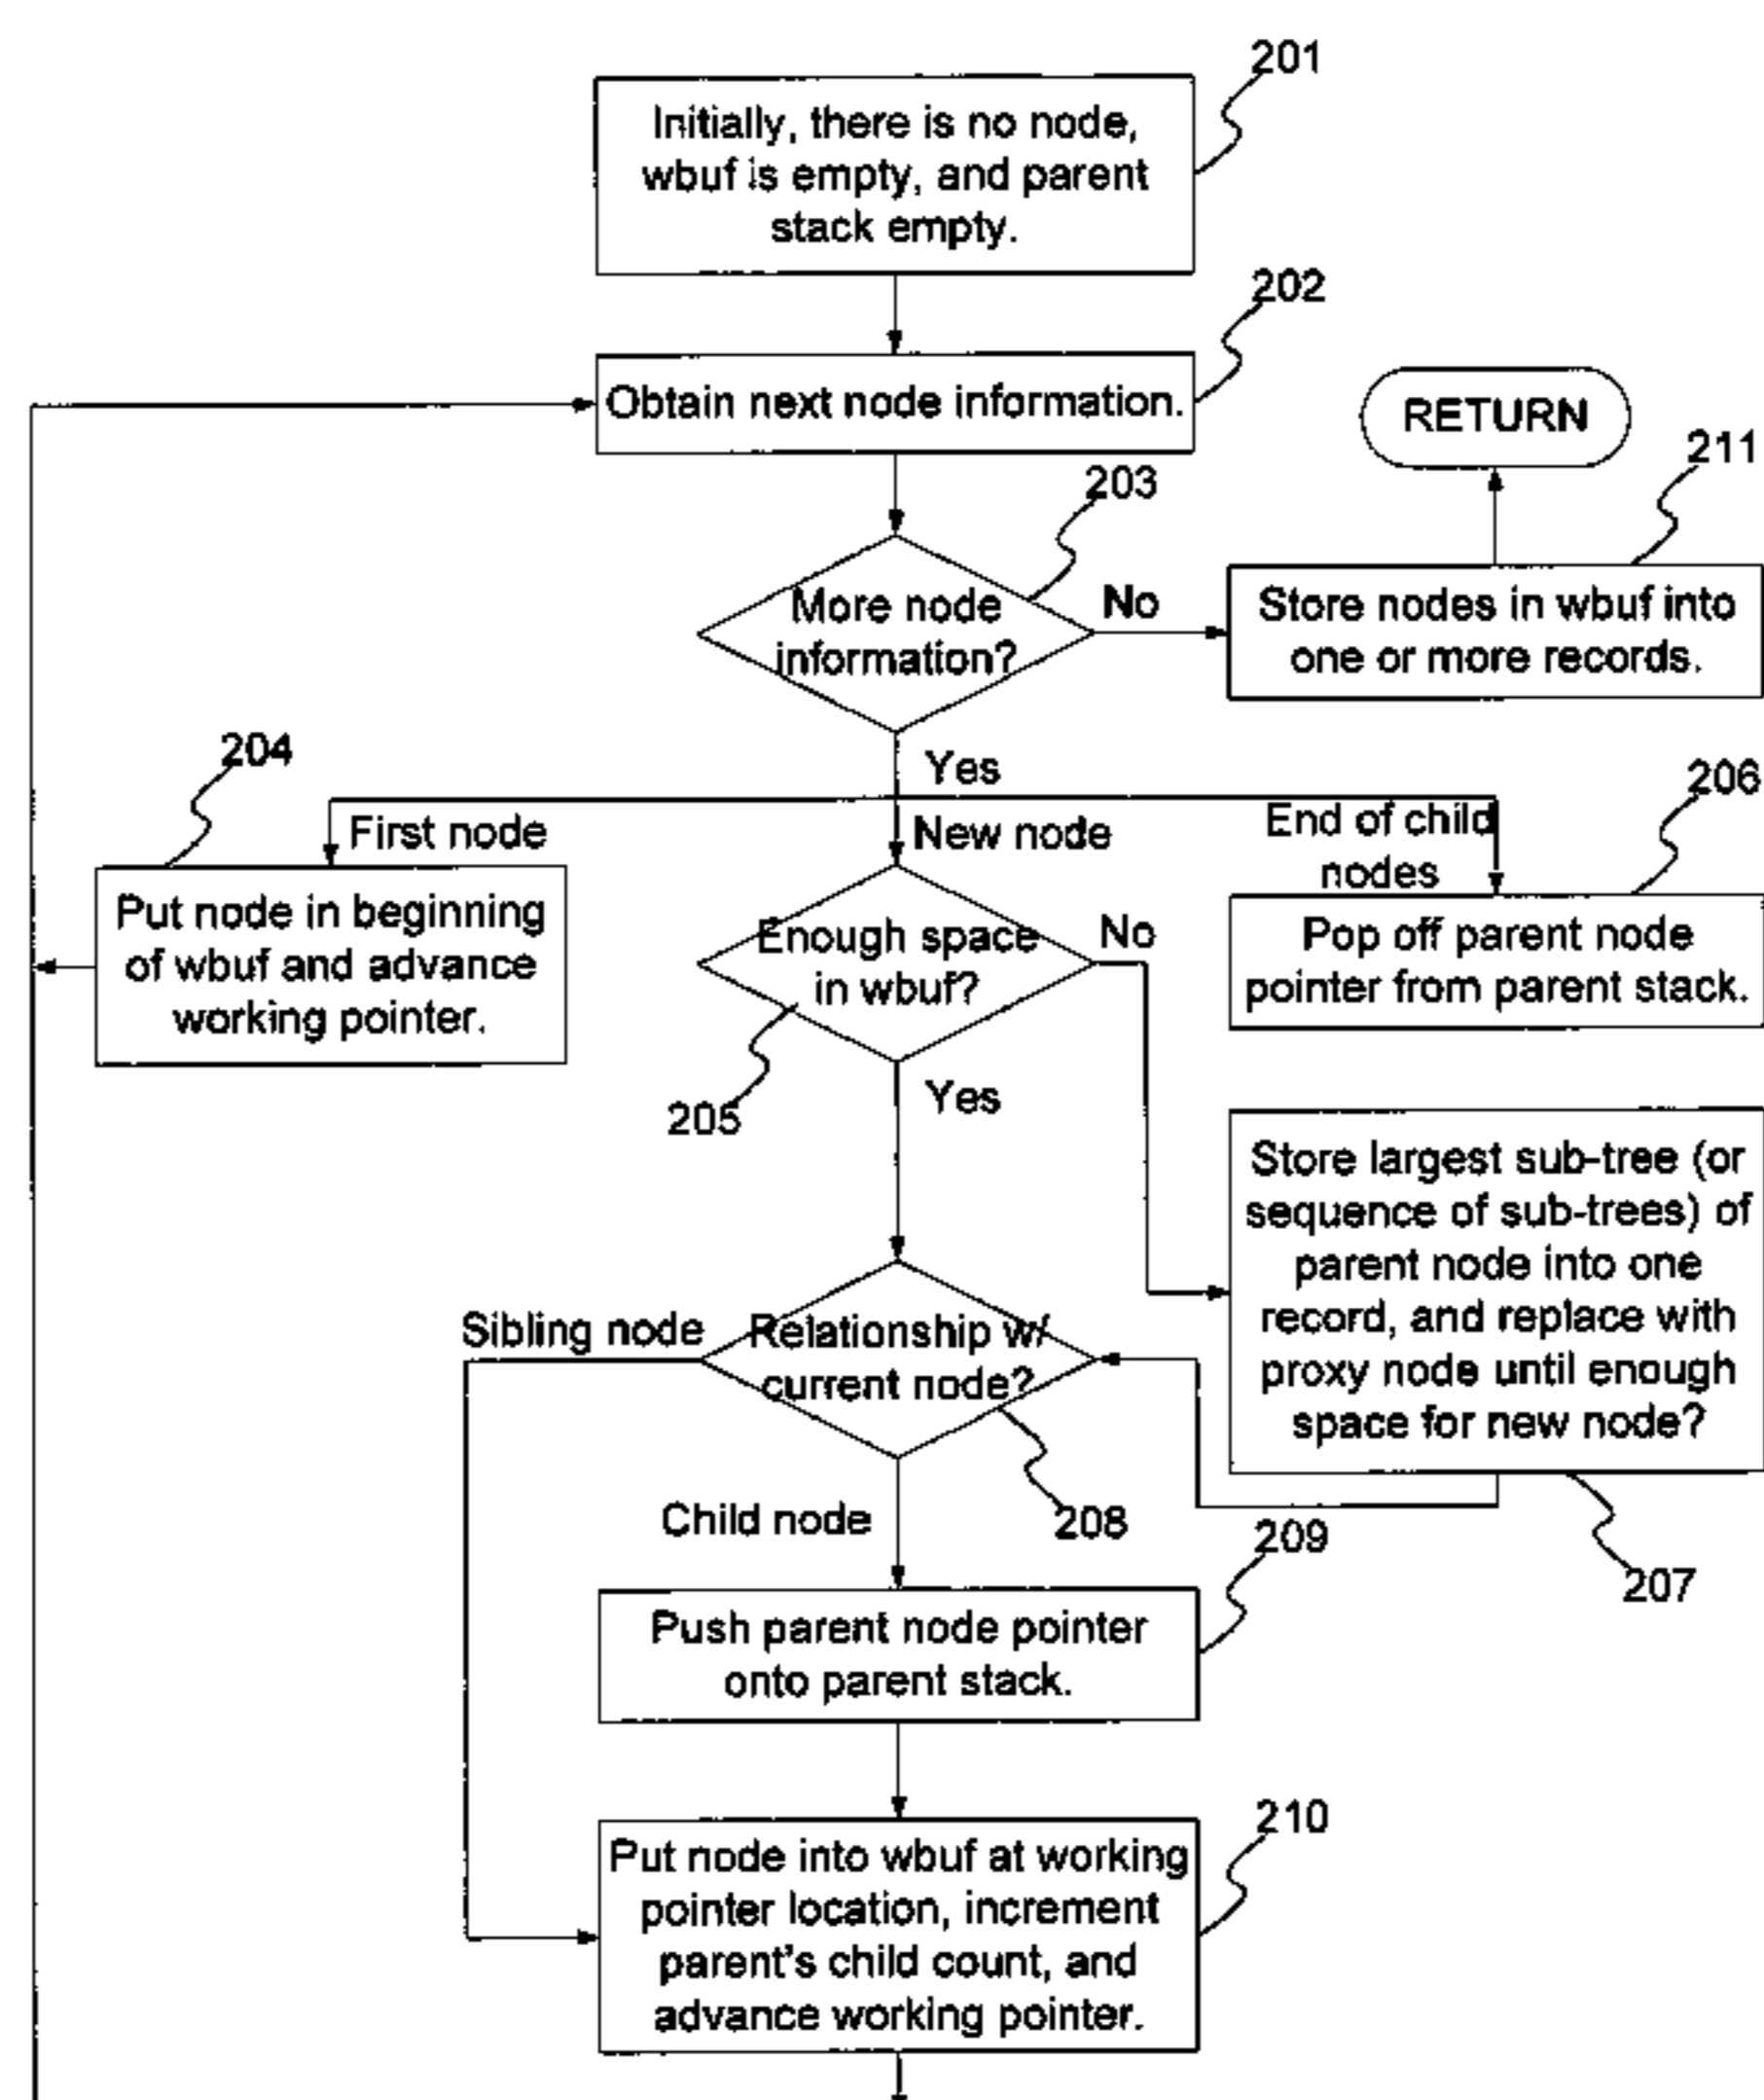 201
Initially, there is no node,
wbuf is empty, and parent
stack empty.
202
Obtain next node information.
RETURN
211
203
More node
information?
No
Store nodes in wbuf into
one or more records.
Yes
204
206
First node
New node
End of child
nodes
Put node in beginning
of wbuf and advance
working pointer.
Enough space
in wbuf?
No
Pop off parent node
pointer from parent stack.
205
Yes
Store largest sub-tree (or
sequence of sub-trees) of
parent node into one
record, and replace with
proxy node until enough
space for new node?
Sibling node
Relationship w/
current node?
Child node
208
209
207
Push parent node pointer
onto parent stack.
210
Put node into wbuf at working
pointer location, increment
parent's child count, and
advance working pointer.